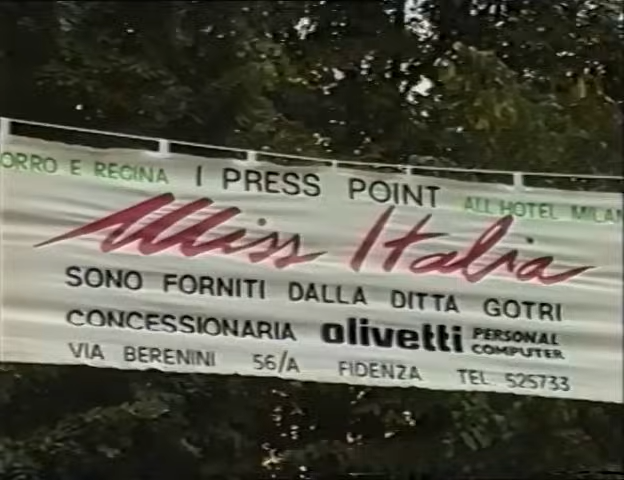 ORRO E REGINA I PRESS POINT ALL HOTEL MILAN
Miss Italia
SONO FORNITI DALLA DITTA GOTRI
CONCESSIONARIA olivetti PERSONAL COMPUTER
VIA BERENINI 56/A FIDENZA TEL. 525733